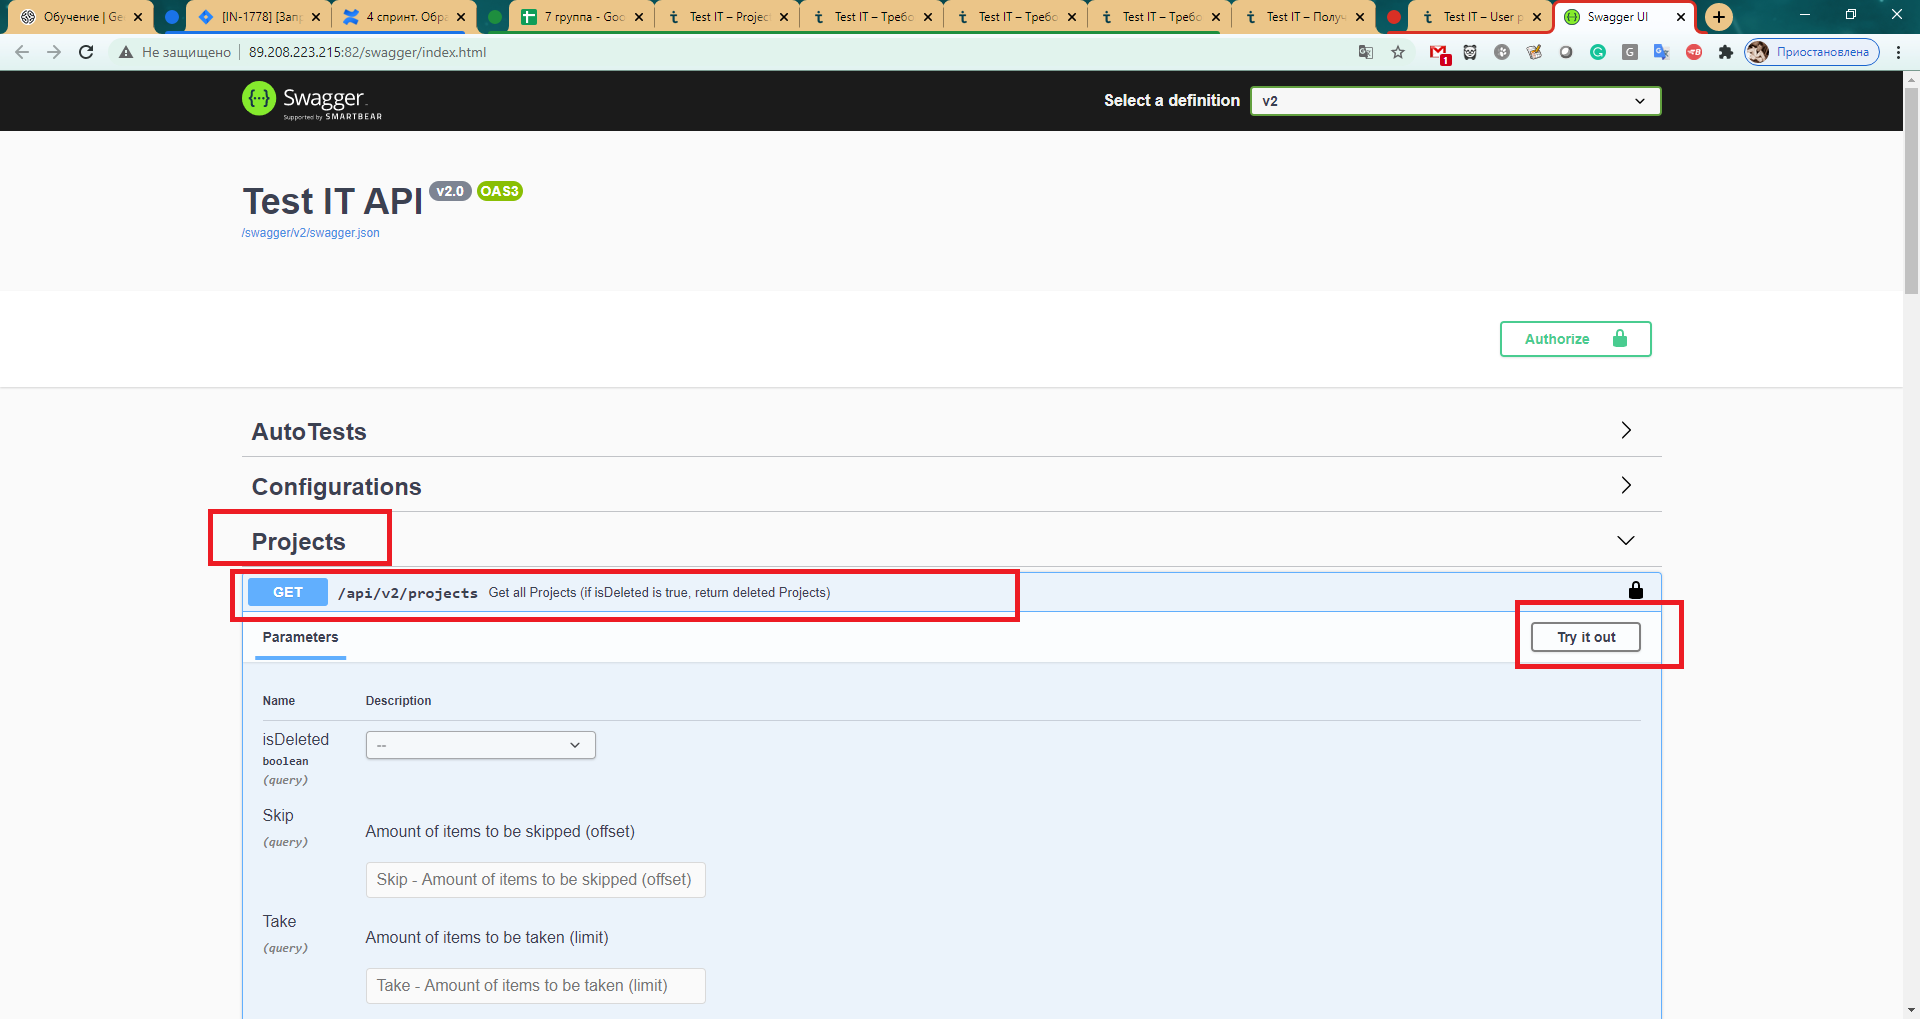 Обучение | Ge
[IN-1778] [Запр
4 спринт. Обра
7 группа - Goo
Test IT – Projec
Test IT – Требо
Test IT – Требо
Test IT – Требо
Test IT – Получ
Test IT – User p
Swagger UI
Не защищено
89.208.223.215:82/swagger/index.html
1
Приостановлена
Swagger
Supported by SMARTBEAR
Select a definition
v2
Test IT API v2.0 OAS3
/swagger/v2/swagger.json
Authorize
AutoTests
Configurations
Projects
GET /api/v2/projects Get all Projects (if isDeleted is true, return deleted Projects)
Parameters
Try it out
Name Description
isDeleted
boolean
(query)
--
Skip
(query)
Amount of items to be skipped (offset)
Skip - Amount of items to be skipped (offset)
Take
(query)
Amount of items to be taken (limit)
Take - Amount of items to be taken (limit)